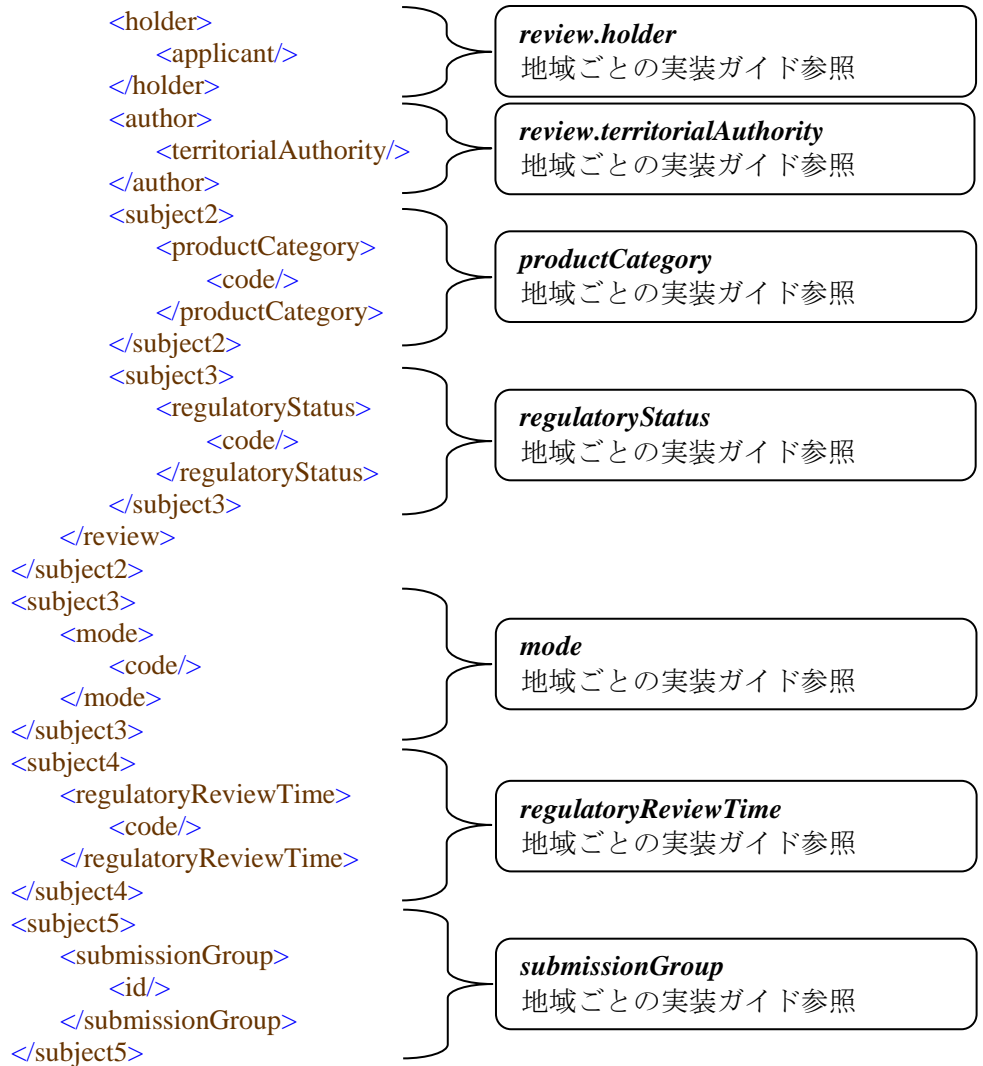 <holder>
<applicant/>
</holder>
review.holder
地域ごとの実装ガイド参照
<author>
<territorialAuthority/>
</author>
review.territorialAuthority
地域ごとの実装ガイド参照
<subject2>
<productCategory>
<code/>
</productCategory>
</subject2>
productCategory
地域ごとの実装ガイド参照
<subject3>
<regulatoryStatus>
<code/>
</regulatoryStatus>
</subject3>
regulatoryStatus
地域ごとの実装ガイド参照
</review>
</subject2>
<subject3>
<mode>
<code/>
</mode>
</subject3>
mode
地域ごとの実装ガイド参照
<subject4>
<regulatoryReviewTime>
<code/>
</regulatoryReviewTime>
</subject4>
regulatoryReviewTime
地域ごとの実装ガイド参照
<subject5>
<submissionGroup>
<id/>
</submissionGroup>
</subject5>
submissionGroup
地域ごとの実装ガイド参照